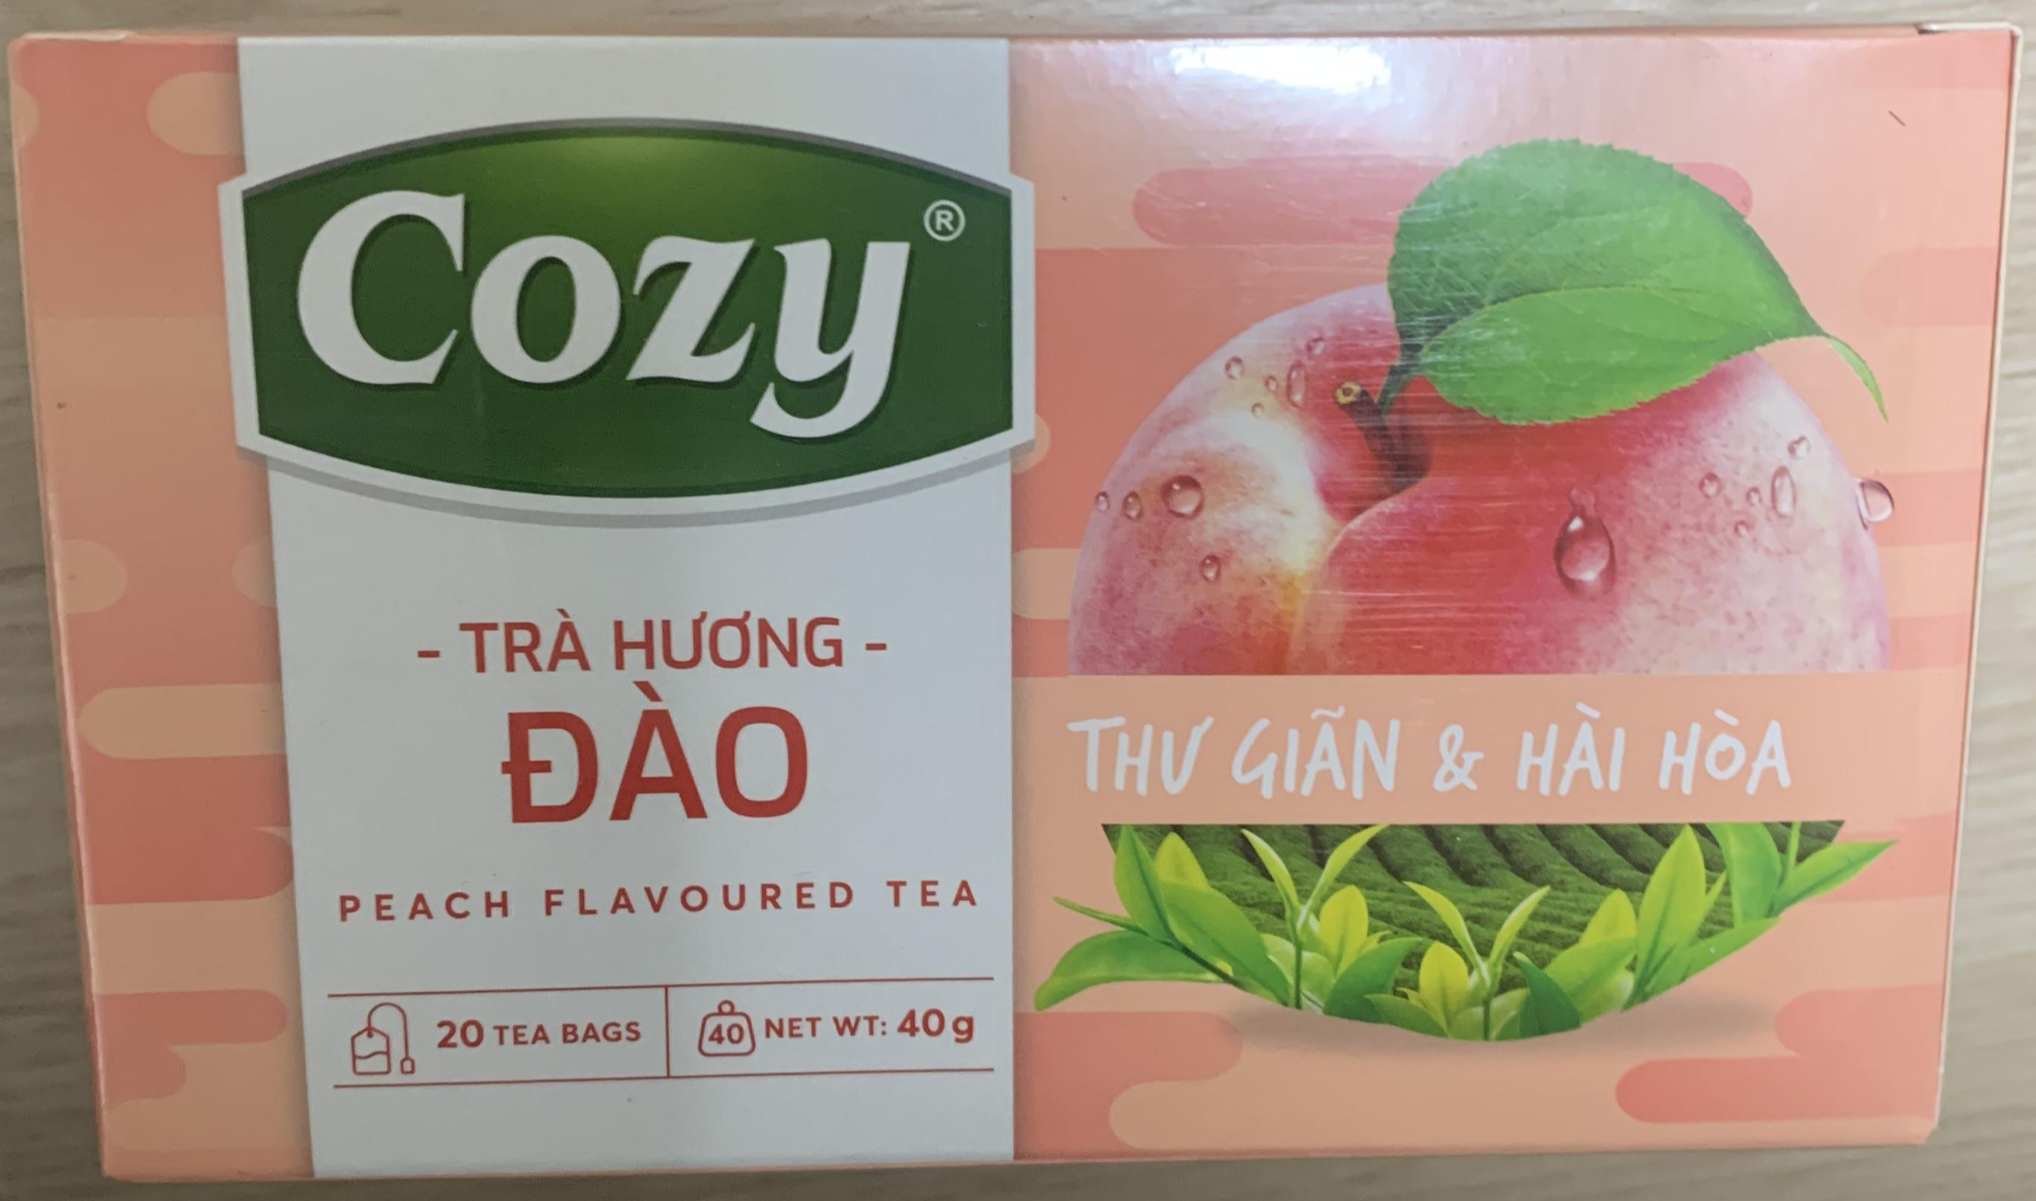 Cozy®
- TRÀ HƯƠNG -
ĐÀO
PEACH FLAVOURED TEA
20 TEA BAGS
40 NET WT: 40g
THƯ GIÃN & HÀI HÒA